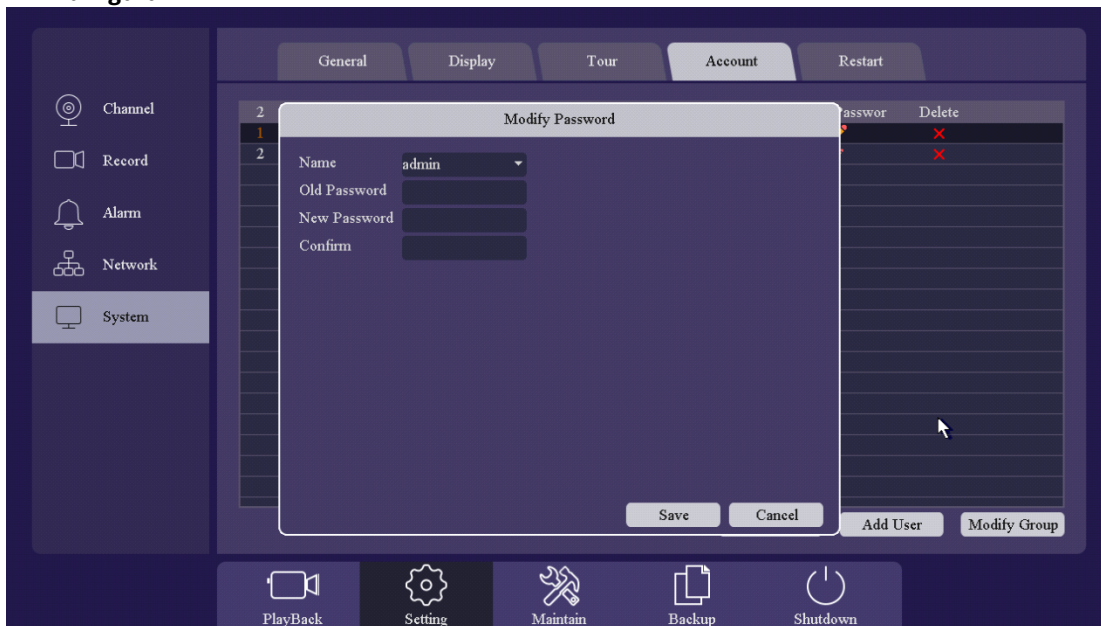 General Display Tour Account Restart
Channel
Record
Alarm
Network
System
2 Passwor Delete
1
2
Modify Password
Name admin
Old Password
New Password
Confirm
Save Cancel
Add User Modify Group
PlayBack Setting Maintain Backup Shutdown